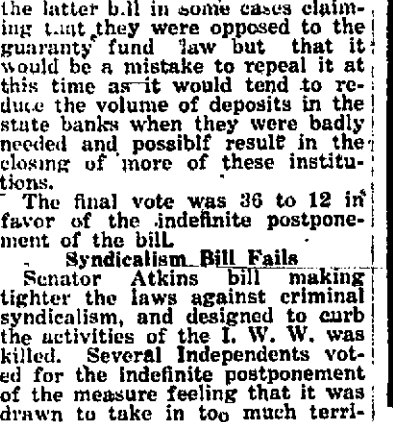 the latter bill in some cases claim-
ing that they were opposed to the
guaranty fund law but that it
would be a mistake to repeal it at
this time as it would tend to re-
duce the volume of deposits in the
state banks when they were badly
needed and possiblf result in the
closing of more of these institu-
tions.
The final vote was 36 to 12 in
favor of the indefinite postpone-
ment of the bill.
Syndicalism Bill Fails
Senator Atkins bill making
tighter the laws against criminal
syndicalism, and designed to curb
the activities of the I. W. W. was
killed. Several Independents vot-
ed for the indefinite postponement
of the measure feeling that it was
drawn to take in too much terri-